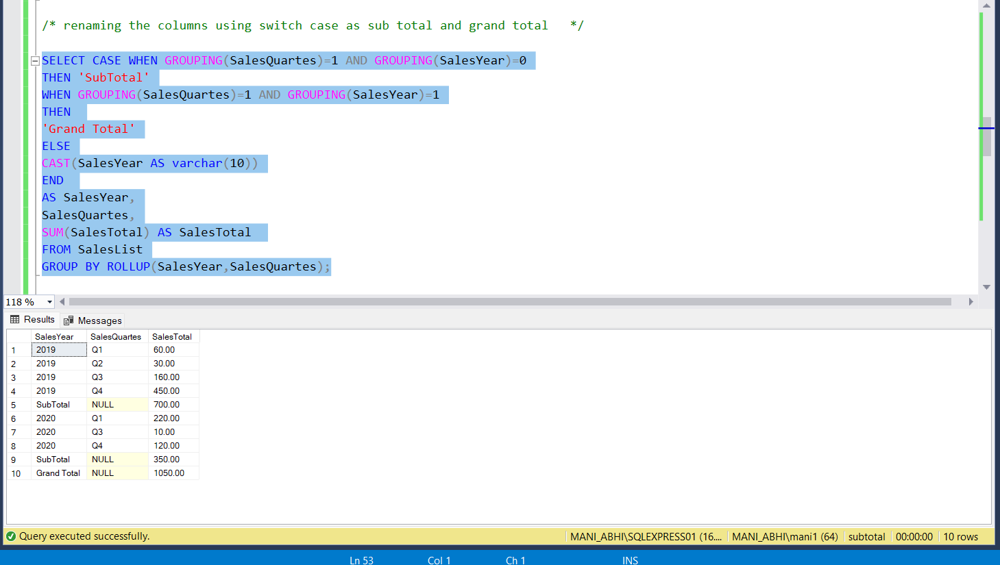 /* renaming the columns using switch case as sub total and grand total   */
SELECT CASE WHEN GROUPING(SalesQuartes)=1 AND GROUPING(SalesYear)=0
THEN 'SubTotal'
WHEN GROUPING(SalesQuartes)=1 AND GROUPING(SalesYear)=1
THEN
'Grand Total'
ELSE
CAST(SalesYear AS varchar(10))
END
AS SalesYear,
SalesQuartes,
SUM(SalesTotal) AS SalesTotal
FROM SalesList
GROUP BY ROLLUP(SalesYear,SalesQuartes);
118 %
Results Messages
SalesYear SalesQuartes SalesTotal
1 2019 Q1 60.00
2 2019 Q2 30.00
3 2019 Q3 160.00
4 2019 Q4 450.00
5 SubTotal NULL 700.00
6 2020 Q1 220.00
7 2020 Q3 10.00
8 2020 Q4 120.00
9 SubTotal NULL 350.00
10 Grand Total NULL 1050.00
Query executed successfully. MANI_ABHI\SQLEXPRESS01 (16.... MANI_ABHI\mani1 (64) subtotal 00:00:00 10 rows
Ln 53 Col 1 Ch 1 INS